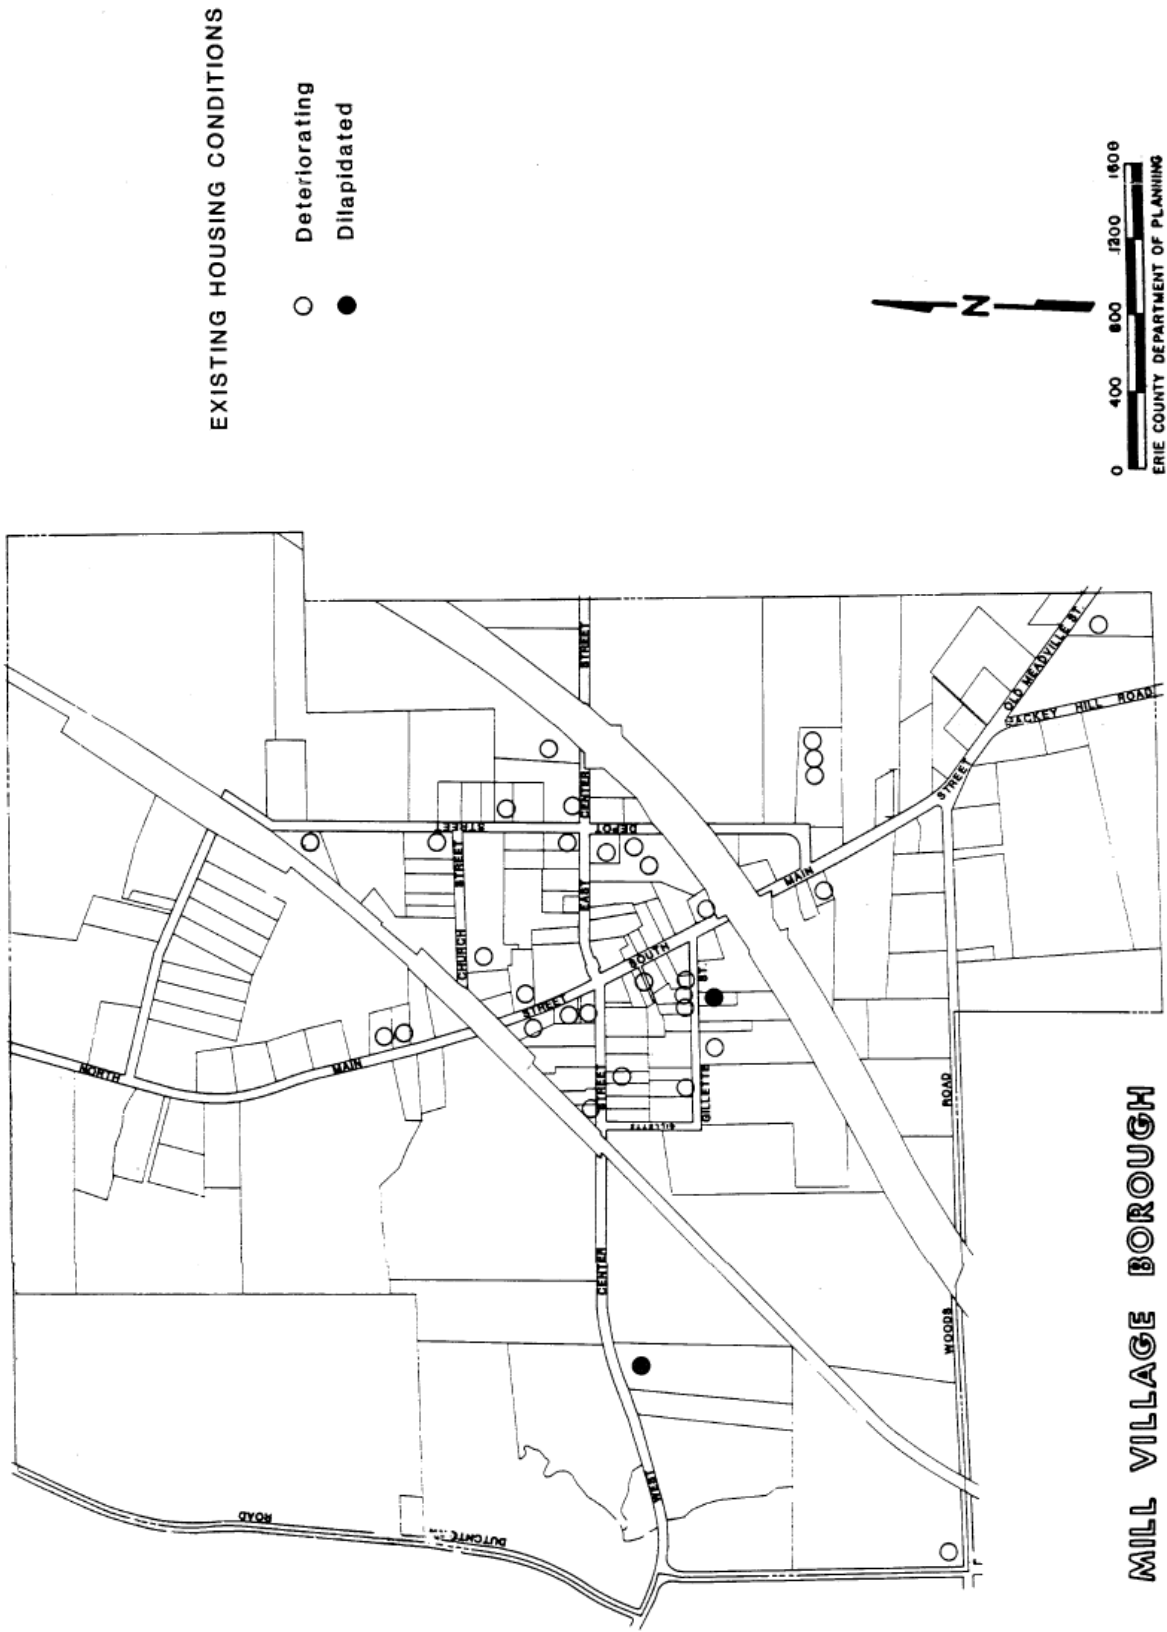 EXISTING HOUSING CONDITIONS
Deteriorating
Dilapidated
0 400 800 1200 1600
ERIE COUNTY DEPARTMENT OF PLANNING
N
MILL VILLAGE BOROUGH
NORTH
MAIN
STREET
SOUTH
MAIN
STREET
OLD MEADVILLE ST.
HILL ROAD
STREET
CENTER
EAST
STREET
DEPOT
STREET
CHURCH
STREET
CENTER
WEST
GILLETTE
ST.
GILLETTE
ROAD
WOODS
ROAD